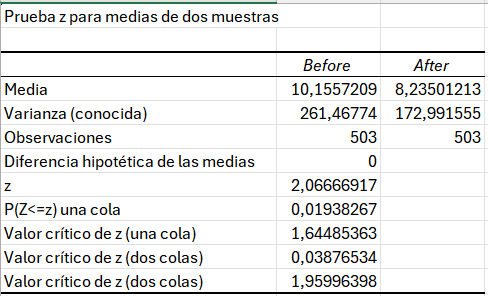 Prueba z para medias de dos muestras
Before After
Media 10,1557209 8,23501213
Varianza (conocida) 261,46774 172,991555
Observaciones 503 503
Diferencia hipotética de las medias 0
z 2,06666917
P(Z<=z) una cola 0,01938267
Valor crítico de z (una cola) 1,64485363
Valor crítico de z (dos colas) 0,03876534
Valor crítico de z (dos colas) 1,95996398